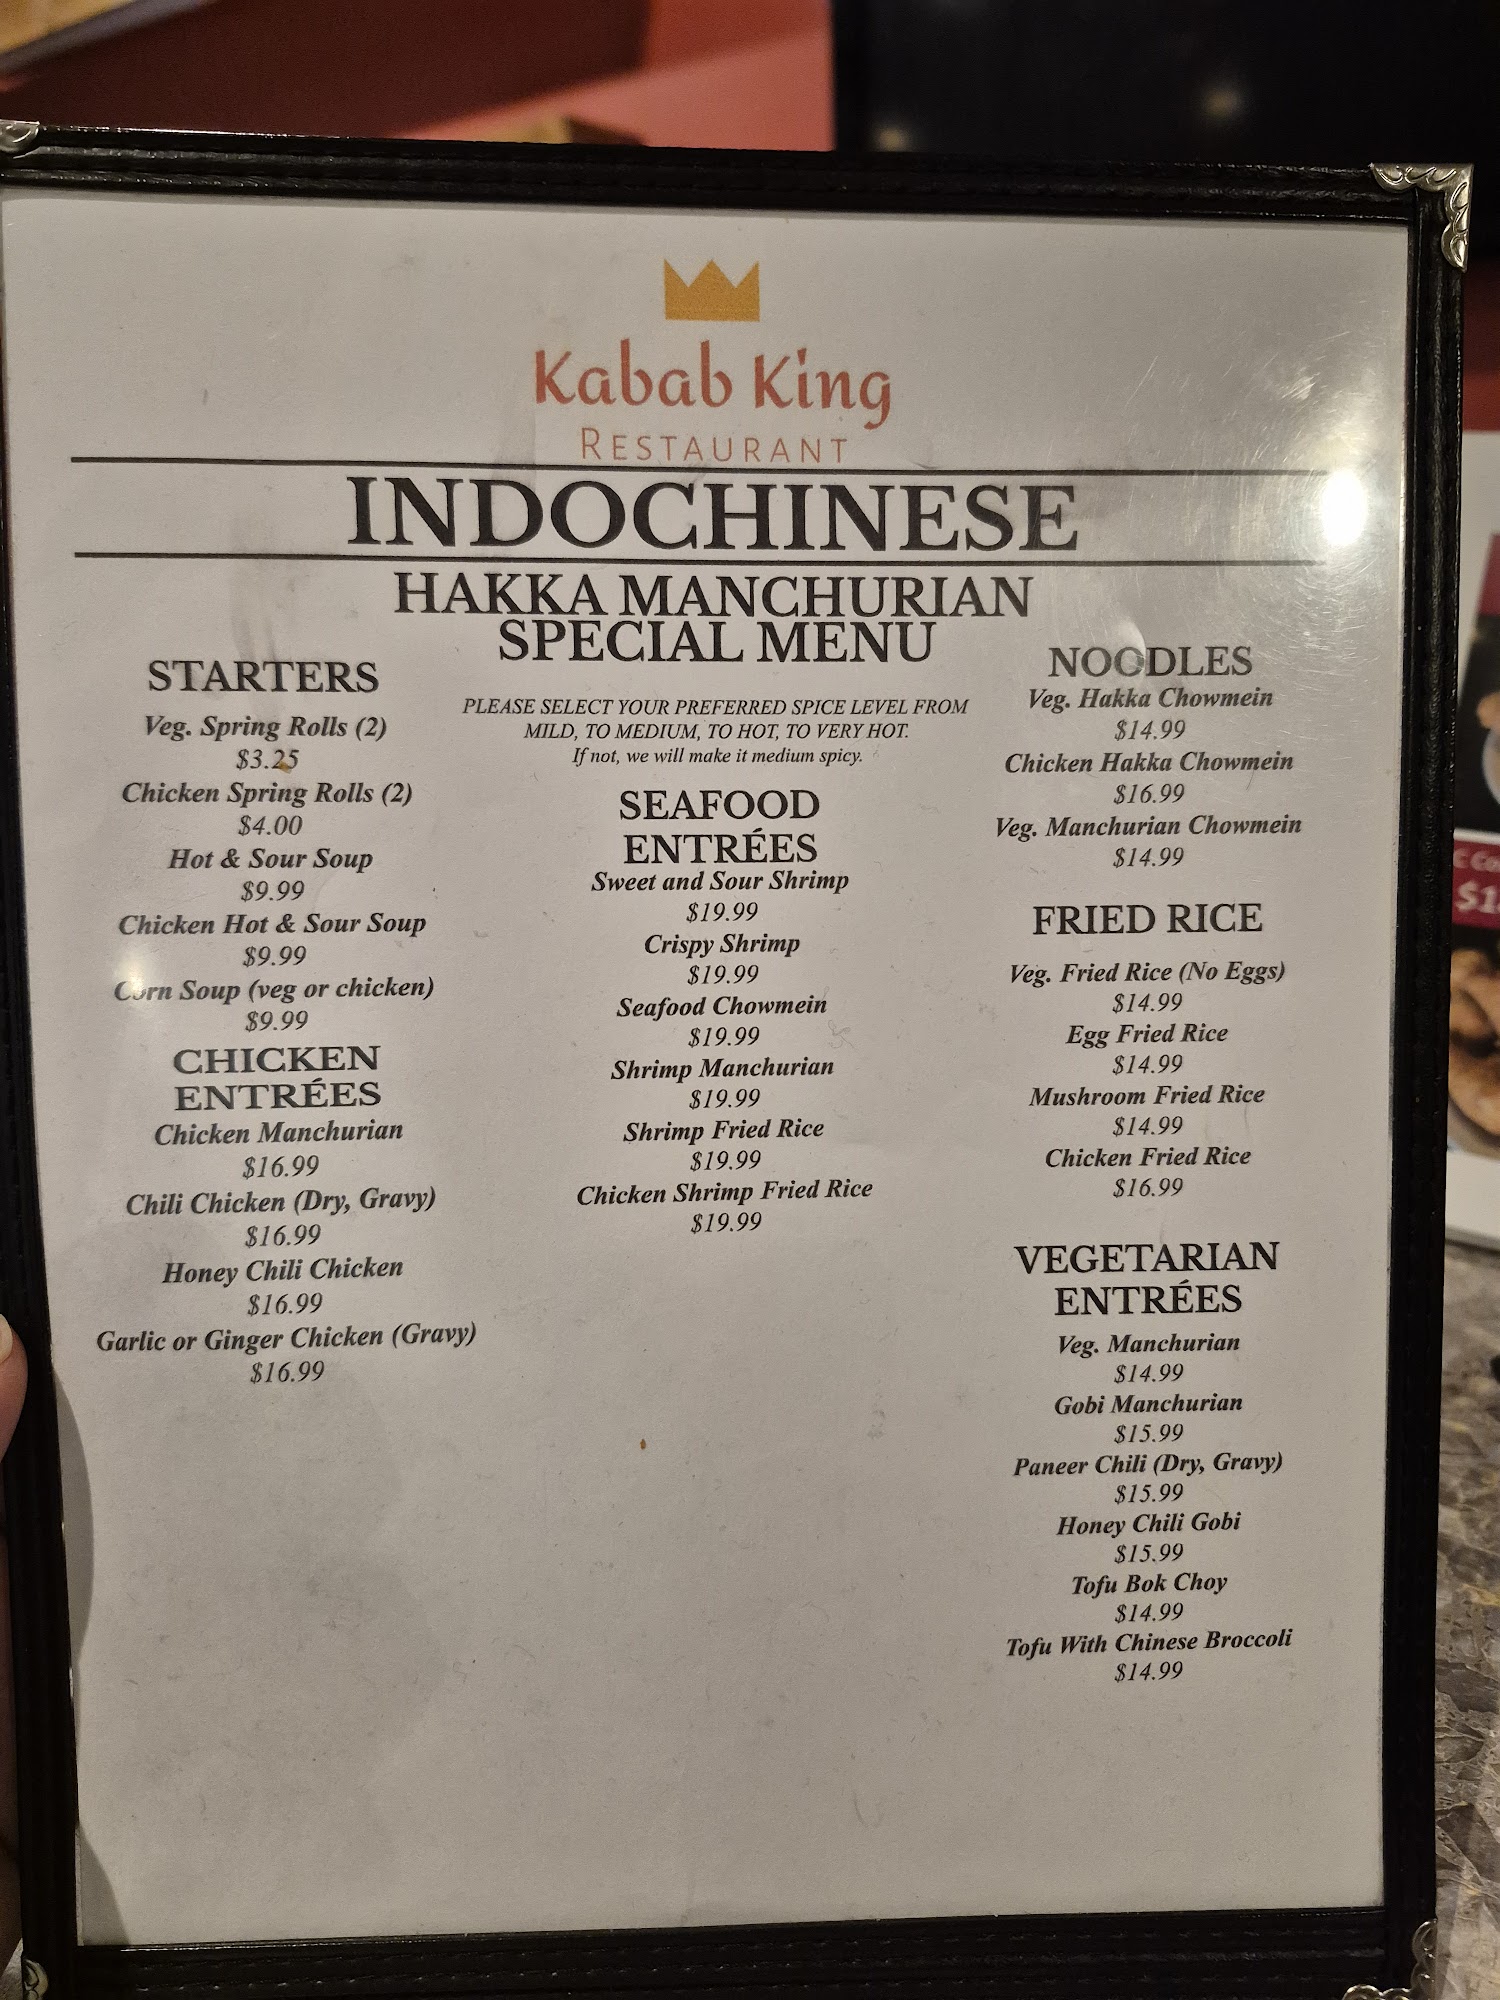 Kabab King
RESTAURANT
INDOCHINESE
HAKKA MANCHURIAN
SPECIAL MENU
STARTERS
Veg. Spring Rolls (2)
$3.25
Chicken Spring Rolls (2)
$4.00
Hot & Sour Soup
$9.99
Chicken Hot & Sour Soup
$9.99
Corn Soup (veg or chicken)
$9.99
CHICKEN
ENTRÉES
Chicken Manchurian
$16.99
Chili Chicken (Dry, Gravy)
$16.99
Honey Chili Chicken
$16.99
Garlic or Ginger Chicken (Gravy)
$16.99
PLEASE SELECT YOUR PREFERRED SPICE LEVEL FROM
MILD, TO MEDIUM, TO HOT, TO VERY HOT.
If not, we will make it medium spicy.
SEAFOOD
ENTRÉES
Sweet and Sour Shrimp
$19.99
Crispy Shrimp
$19.99
Seafood Chowmein
$19.99
Shrimp Manchurian
$19.99
Shrimp Fried Rice
$19.99
Chicken Shrimp Fried Rice
$19.99
NOODLES
Veg. Hakka Chowmein
$14.99
Chicken Hakka Chowmein
$16.99
Veg. Manchurian Chowmein
$14.99
FRIED RICE
Veg. Fried Rice (No Eggs)
$14.99
Egg Fried Rice
$14.99
Mushroom Fried Rice
$14.99
Chicken Fried Rice
$16.99
VEGETARIAN
ENTRÉES
Veg. Manchurian
$14.99
Gobi Manchurian
$15.99
Paneer Chili (Dry, Gravy)
$15.99
Honey Chili Gobi
$15.99
Tofu Bok Choy
$14.99
Tofu With Chinese Broccoli
$14.99